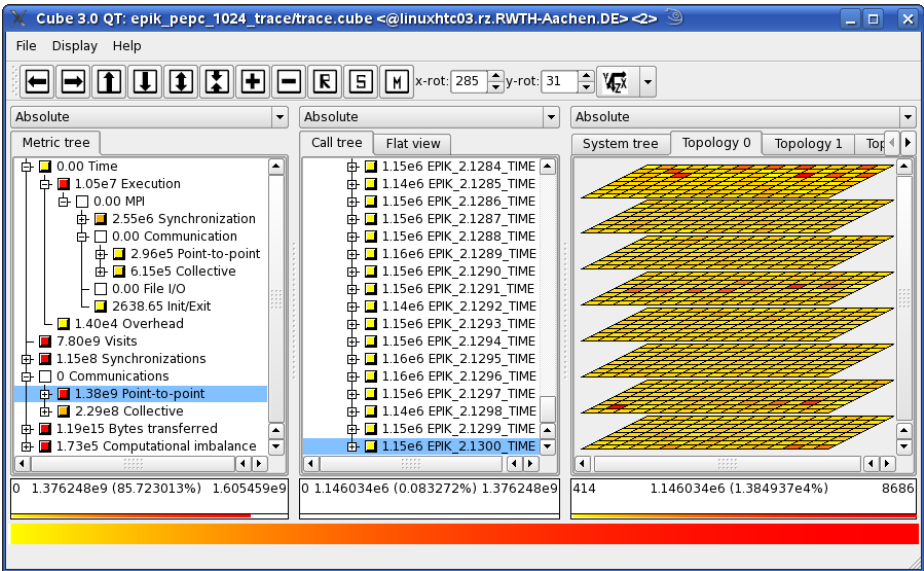 Cube 3.0 QT: epik_pepc_1024_trace/trace.cube <@linuxhtc03.rz.RWTH-Aachen.DE> <2>
File Display Help
R S M x-rot: 285 y-rot: 31
Absolute
Metric tree
0.00 Time
1.05e7 Execution
0.00 MPI
2.55e6 Synchronization
0.00 Communication
2.96e5 Point-to-point
6.15e5 Collective
0.00 File I/O
2638.65 Init/Exit
1.40e4 Overhead
7.80e9 Visits
1.15e8 Synchronizations
0 Communications
1.38e9 Point-to-point
2.29e8 Collective
1.19e15 Bytes transferred
1.73e5 Computational imbalance
0 1.376248e9 (85.723013%) 1.605459e9
Absolute
Call tree Flat view
1.15e6 EPIK_2.1284_TIME
1.14e6 EPIK_2.1285_TIME
1.15e6 EPIK_2.1286_TIME
1.15e6 EPIK_2.1287_TIME
1.15e6 EPIK_2.1288_TIME
1.16e6 EPIK_2.1289_TIME
1.15e6 EPIK_2.1290_TIME
1.15e6 EPIK_2.1291_TIME
1.14e6 EPIK_2.1292_TIME
1.15e6 EPIK_2.1293_TIME
1.15e6 EPIK_2.1294_TIME
1.16e6 EPIK_2.1295_TIME
1.16e6 EPIK_2.1296_TIME
1.15e6 EPIK_2.1297_TIME
1.14e6 EPIK_2.1298_TIME
1.15e6 EPIK_2.1299_TIME
1.15e6 EPIK_2.1300_TIME
0 1.146034e6 (0.083272%) 1.376248e9
Absolute
System tree Topology 0 Topology 1 Top
414 1.146034e6 (1.384937e4%) 8686